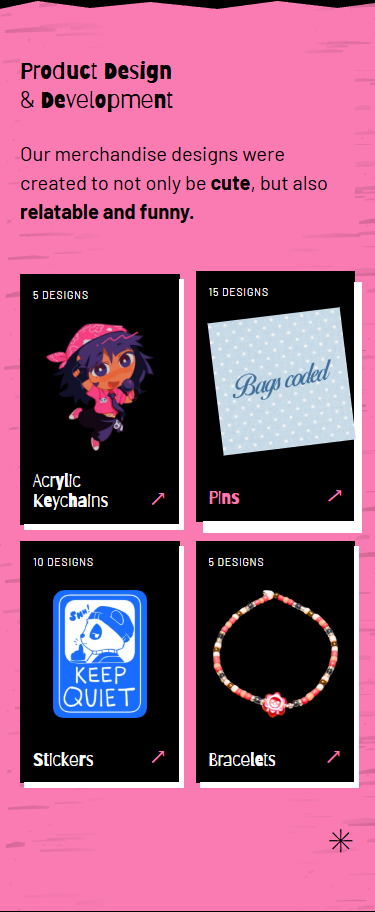 Product Design
& Development
Our merchandise designs were
created to not only be cute, but also
relatable and funny.
5 DESIGNS
Acrylic
Keychains
15 DESIGNS
Bags coded
Pins
10 DESIGNS
SHH!
KEEP
QUIET
Stickers
5 DESIGNS
Bracelets